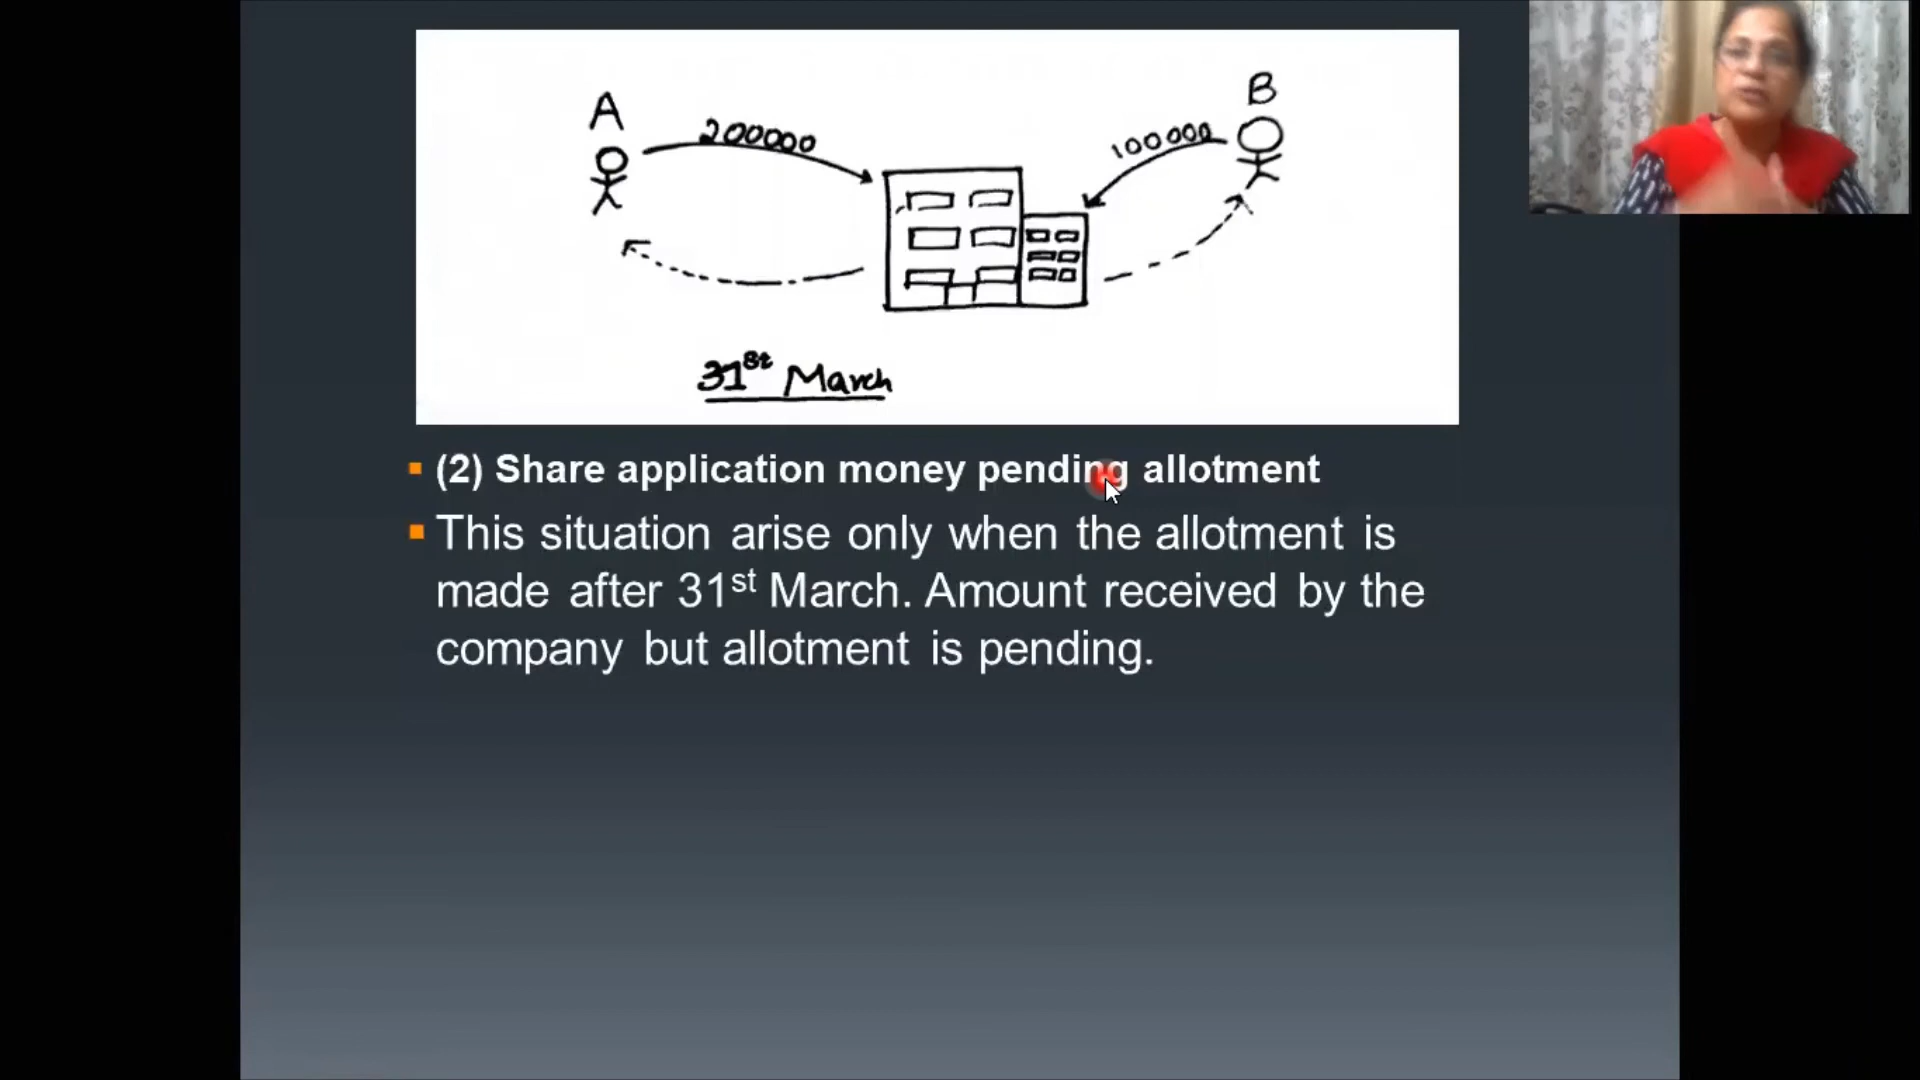 A
B
200000
100000
31st March
(2) Share application money pending allotment
This situation arise only when the allotment is
made after 31st March. Amount received by the
company but allotment is pending.